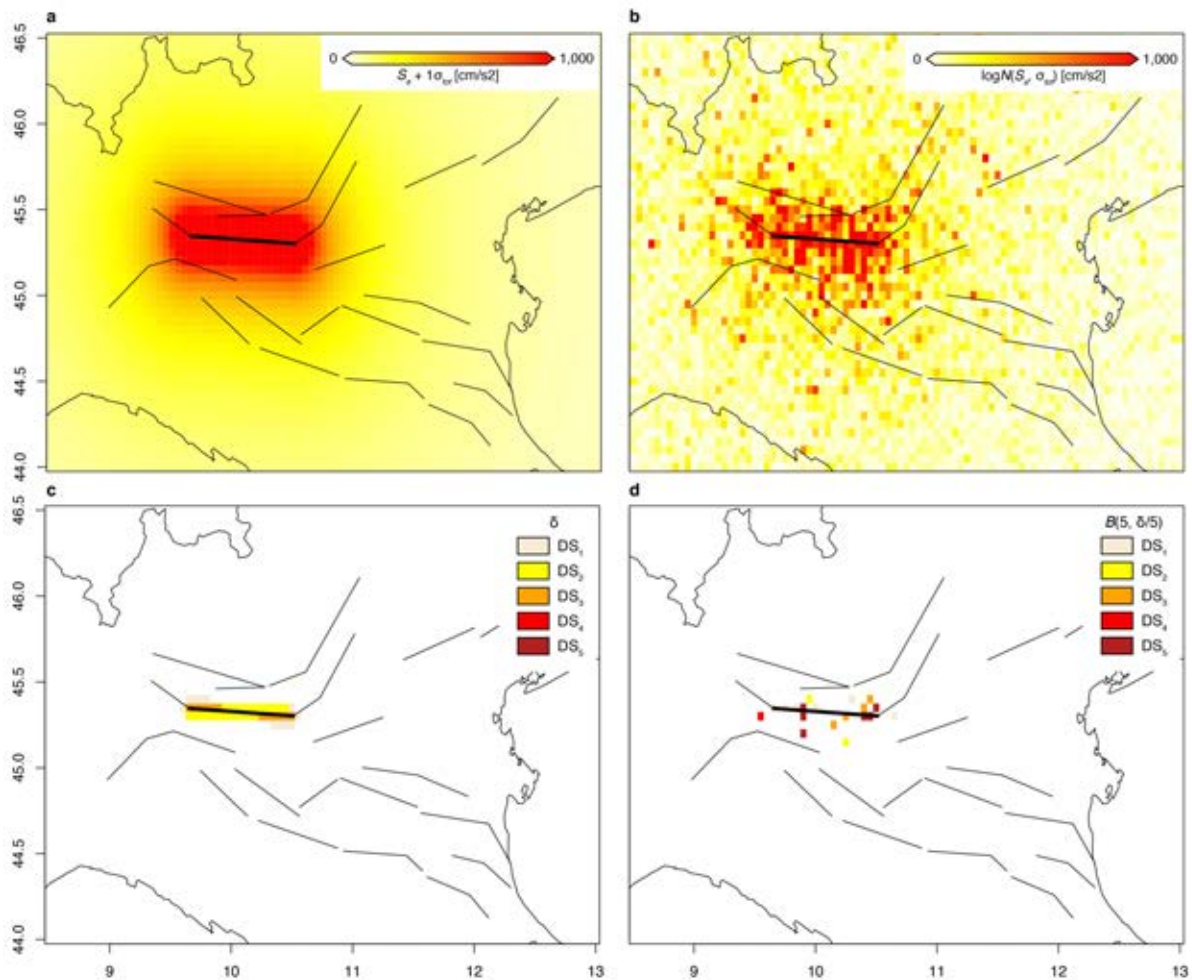 a
b
0 1,000
Sₐ + 1σₜₒₜ [cm/s2]
0 1,000
logN(Sₐ, σₜₒₜ) [cm/s2]
46.5
46.0
45.5
45.0
44.5
44.0
c
d
δ
DS₁
DS₂
DS₃
DS₄
DS₅
B(5, δ/5)
DS₁
DS₂
DS₃
DS₄
DS₅
46.5
46.0
45.5
45.0
44.5
44.0
9 10 11 12 13
9 10 11 12 13